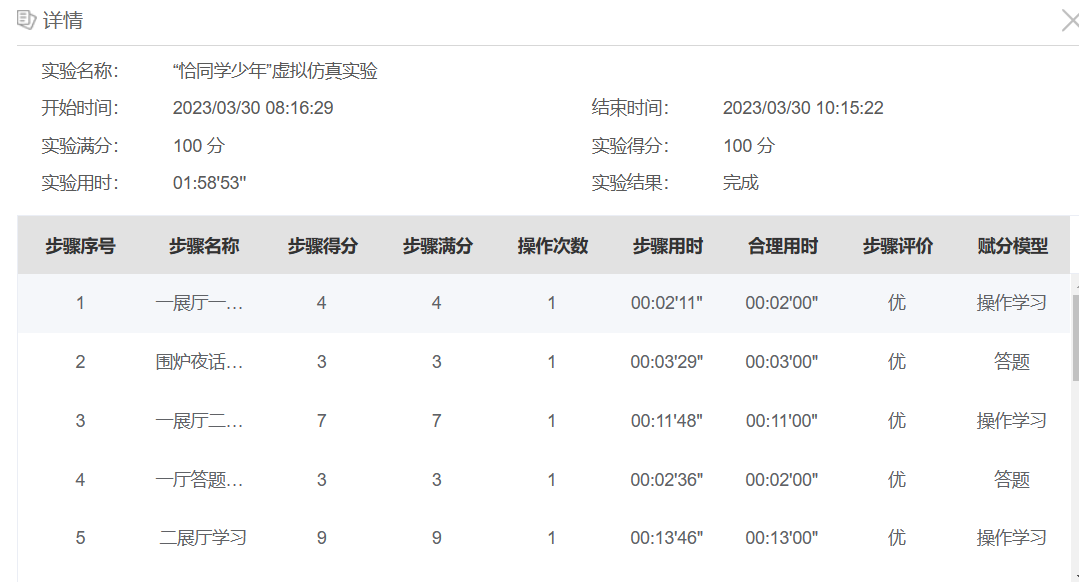 详情
实验名称: “恰同学少年”虚拟仿真实验
开始时间: 2023/03/30 08:16:29 结束时间: 2023/03/30 10:15:22
实验满分: 100 分 实验得分: 100 分
实验用时: 01:58'53" 实验结果: 完成
步骤序号 步骤名称 步骤得分 步骤满分 操作次数 步骤用时 合理用时 步骤评价 赋分模型
1 一展厅一... 4 4 1 00:02'11" 00:02'00" 优 操作学习
2 围炉夜话... 3 3 1 00:03'29" 00:03'00" 优 答题
3 一展厅二... 7 7 1 00:11'48" 00:11'00" 优 操作学习
4 一厅答题... 3 3 1 00:02'36" 00:02'00" 优 答题
5 二展厅学习 9 9 1 00:13'46" 00:13'00" 优 操作学习